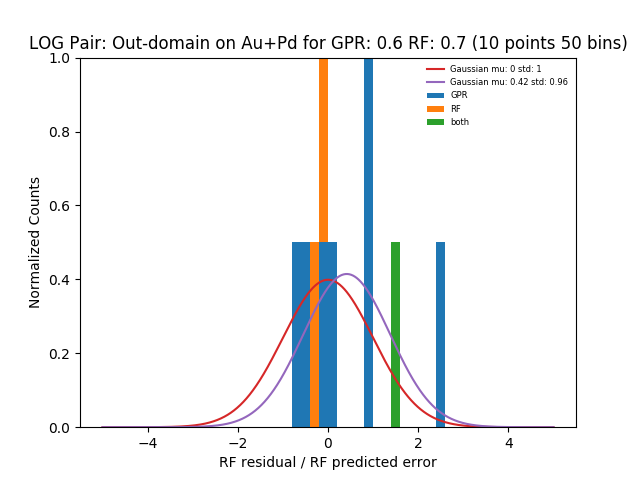 LOG Pair: Out-domain on Au+Pd for GPR: 0.6 RF: 0.7 (10 points 50 bins)
Gaussian mu: 0 std: 1
Gaussian mu: 0.42 std: 0.96
GPR
RF
both
Normalized Counts
1.0
0.8
0.6
0.4
0.2
0.0
−4
−2
0
2
4
RF residual / RF predicted error